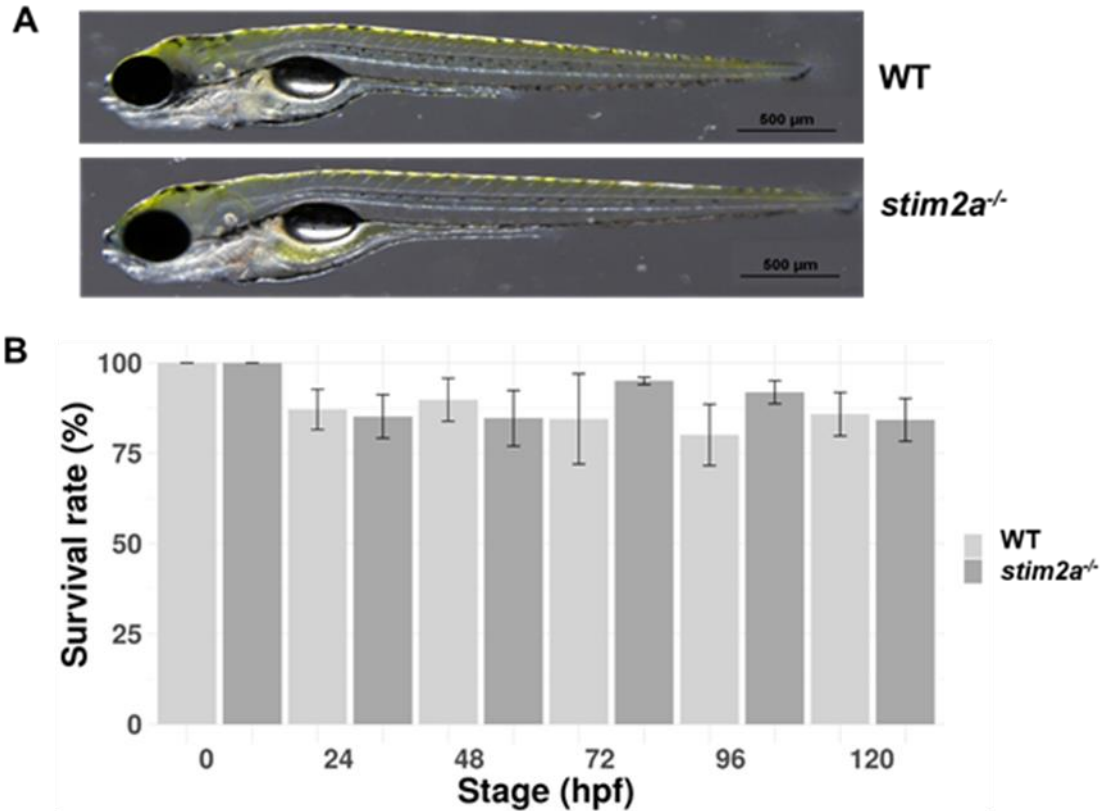 A
WT
500 µm
stim2a-/-
500 µm
B
100
75
50
25
0
Survival rate (%)
0 24 48 72 96 120
Stage (hpf)
WT
stim2a-/-